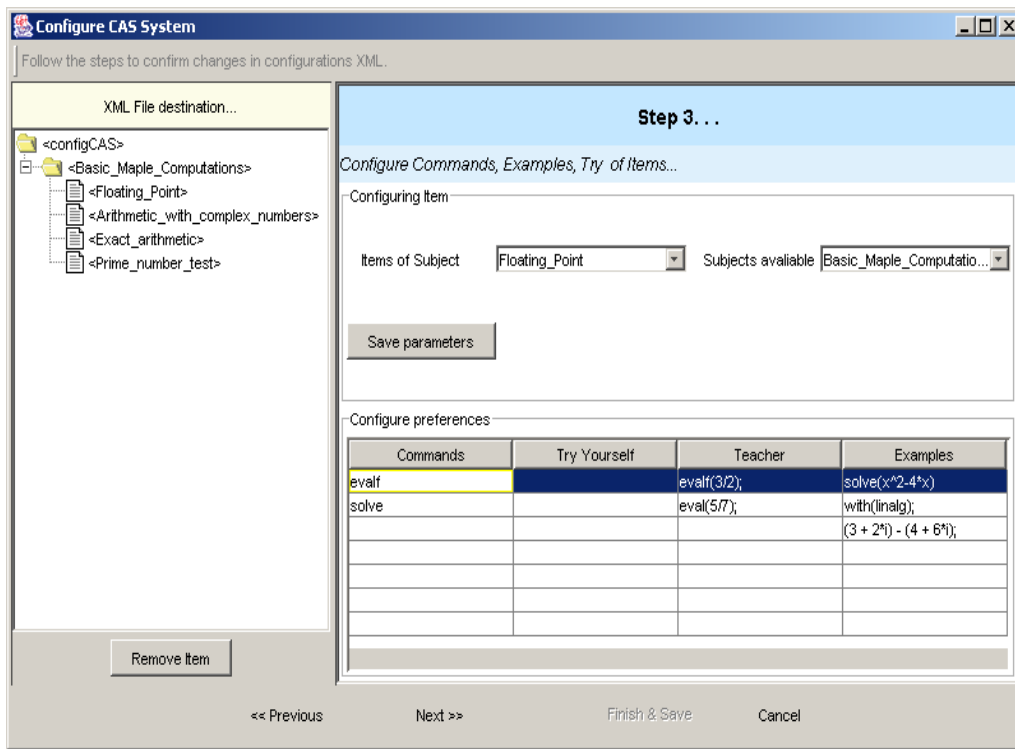 Configure CAS System
Follow the steps to confirm changes in configurations XML.
XML File destination...
<configCAS>
<Basic_Maple_Computations>
<Floating_Point>
<Arithmetic_with_complex_numbers>
<Exact_arithmetic>
<Prime_number_test>
Remove Item
Step 3. . .
Configure Commands, Examples, Try of Items...
Configuring Item
Items of Subject Floating_Point Subjects avaliable Basic_Maple_Computatio...
Save parameters
Configure preferences
Commands Try Yourself Teacher Examples
evalf evalf(3/2); solve(x^2-4*x)
solve eval(5/7); with(linalg);
(3 + 2*i) - (4 + 6*i);
<< Previous Next >> Finish & Save Cancel